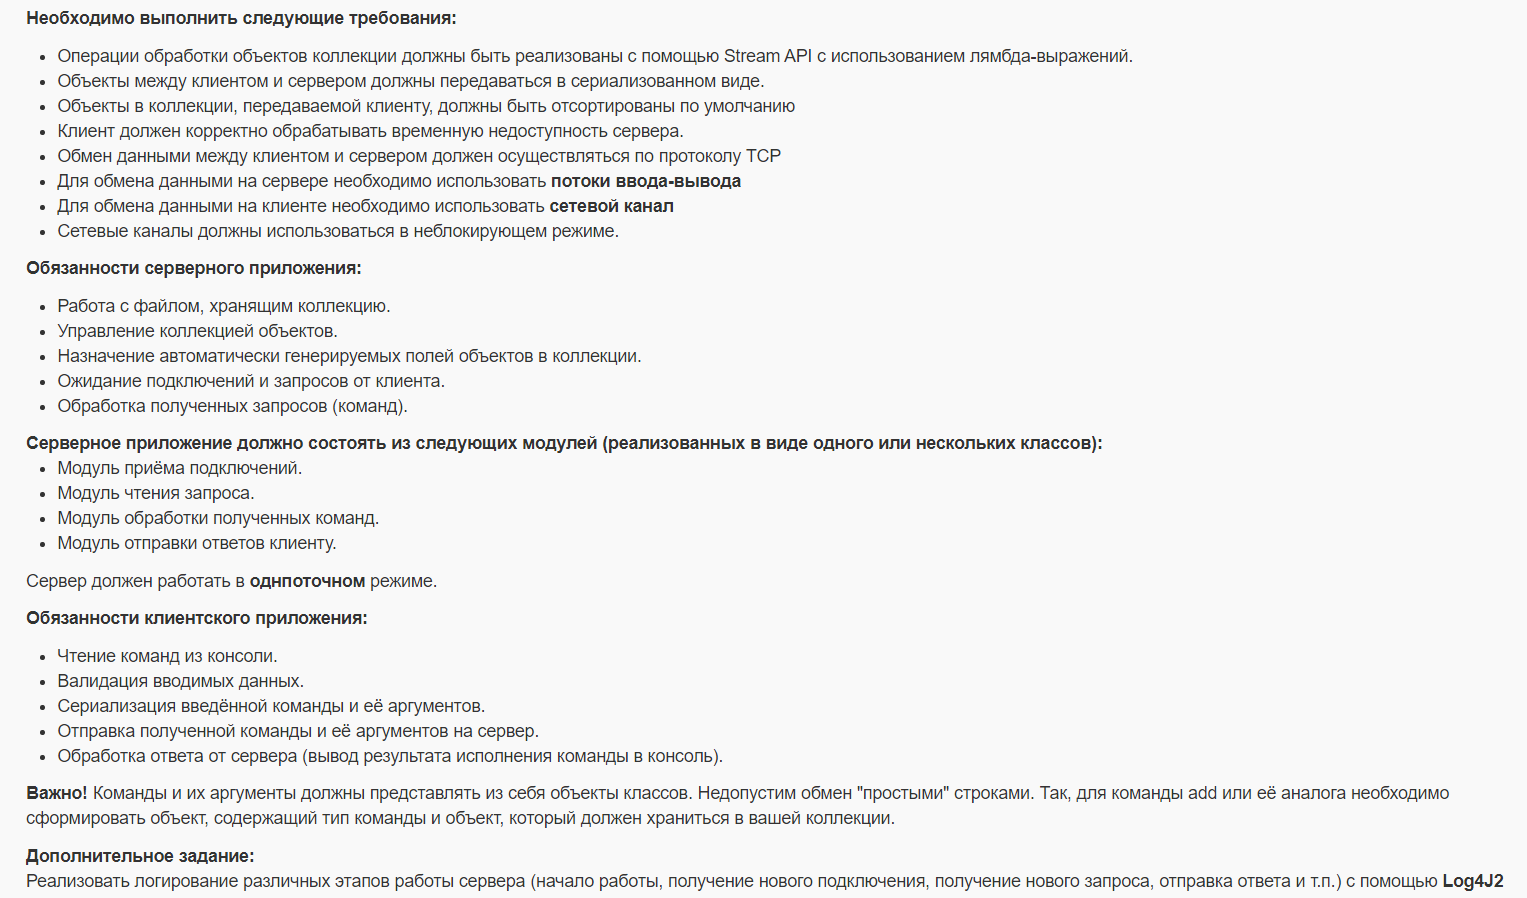 Необходимо выполнить следующие требования:
Операции обработки объектов коллекции должны быть реализованы с помощью Stream API с использованием лямбда-выражений.
Объекты между клиентом и сервером должны передаваться в сериализованном виде.
Объекты в коллекции, передаваемой клиенту, должны быть отсортированы по умолчанию
Клиент должен корректно обрабатывать временную недоступность сервера.
Обмен данными между клиентом и сервером должен осуществляться по протоколу TCP
Для обмена данными на сервере необходимо использовать потоки ввода-вывода
Для обмена данными на клиенте необходимо использовать сетевой канал
Сетевые каналы должны использоваться в неблокирующем режиме.
Обязанности серверного приложения:
Работа с файлом, хранящим коллекцию.
Управление коллекцией объектов.
Назначение автоматически генерируемых полей объектов в коллекции.
Ожидание подключений и запросов от клиента.
Обработка полученных запросов (команд).
Серверное приложение должно состоять из следующих модулей (реализованных в виде одного или нескольких классов):
Модуль приёма подключений.
Модуль чтения запроса.
Модуль обработки полученных команд.
Модуль отправки ответов клиенту.
Сервер должен работать в однпоточном режиме.
Обязанности клиентского приложения:
Чтение команд из консоли.
Валидация вводимых данных.
Сериализация введённой команды и её аргументов.
Отправка полученной команды и её аргументов на сервер.
Обработка ответа от сервера (вывод результата исполнения команды в консоль).
Важно! Команды и их аргументы должны представлять из себя объекты классов. Недопустим обмен "простыми" строками. Так, для команды add или её аналога необходимо
сформировать объект, содержащий тип команды и объект, который должен храниться в вашей коллекции.
Дополнительное задание:
Реализовать логирование различных этапов работы сервера (начало работы, получение нового подключения, получение нового запроса, отправка ответа и т.п.) с помощью Log4J2